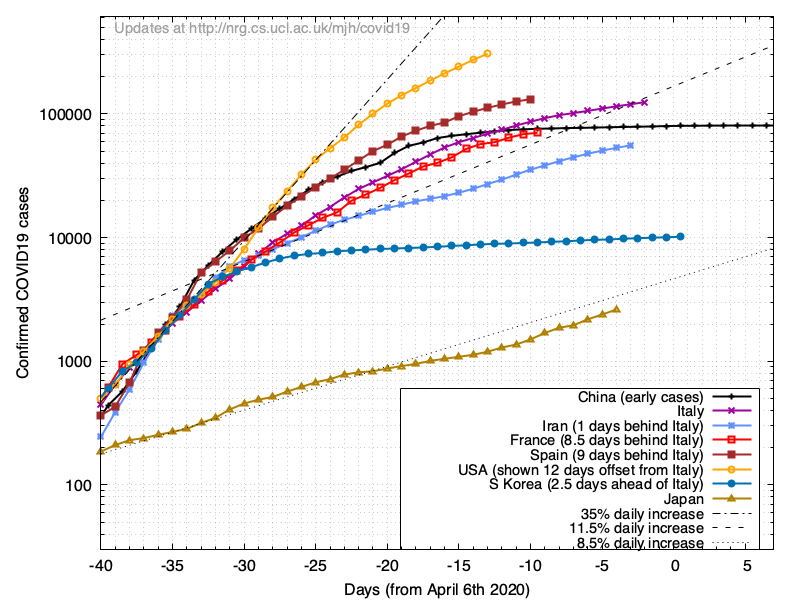 Updates at http://nrg.cs.ucl.ac.uk/mjh/covid19
100000
10000
1000
100
Confirmed COVID19 cases
China (early cases)
Italy
Iran (1 days behind Italy)
France (8.5 days behind Italy)
Spain (9 days behind Italy)
USA (shown 12 days offset from Italy)
S Korea (2.5 days ahead of Italy)
Japan
35% daily increase
11.5% daily increase
8.5% daily increase
-40 -35 -30 -25 -20 -15 -10 -5 0 5
Days (from April 6th 2020)